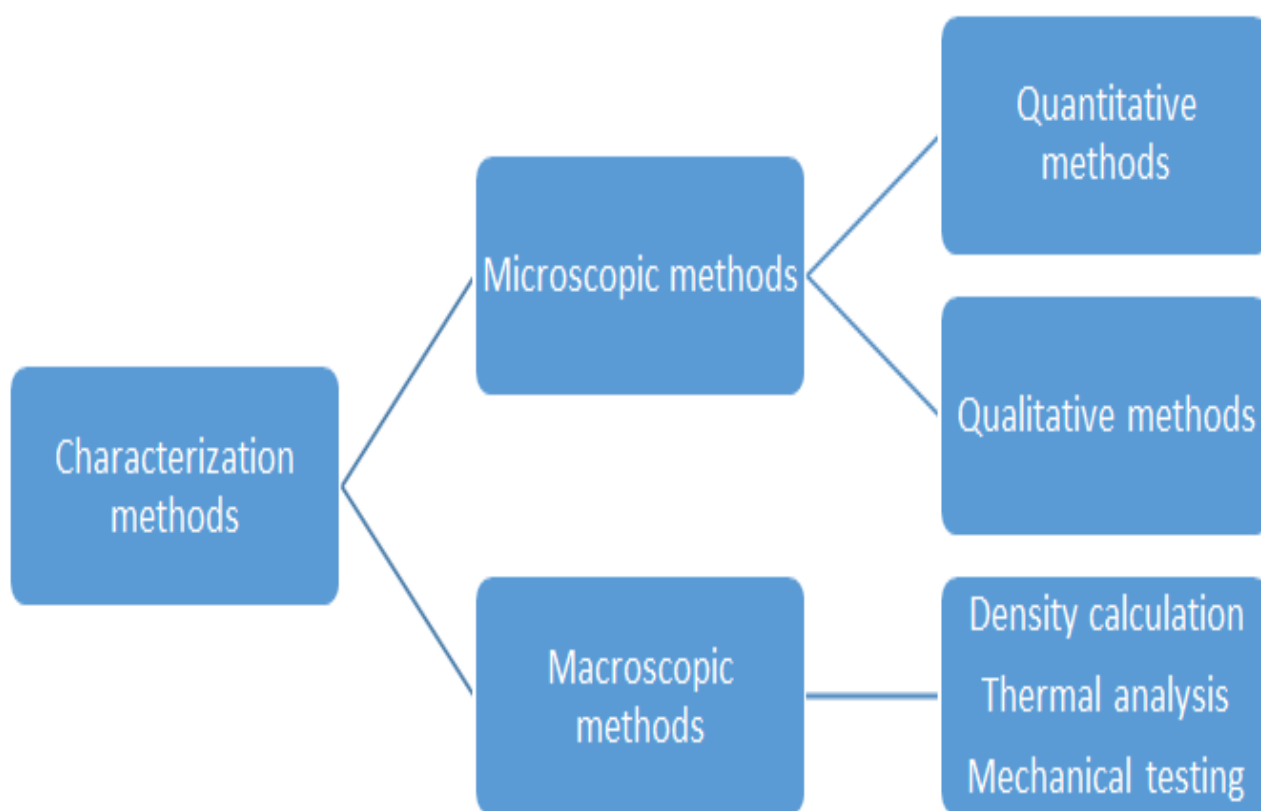 Characterization
methods
Microscopic methods
Quantitative
methods
Qualitative methods
Macroscopic
methods
Density calculation
Thermal analysis
Mechanical testing